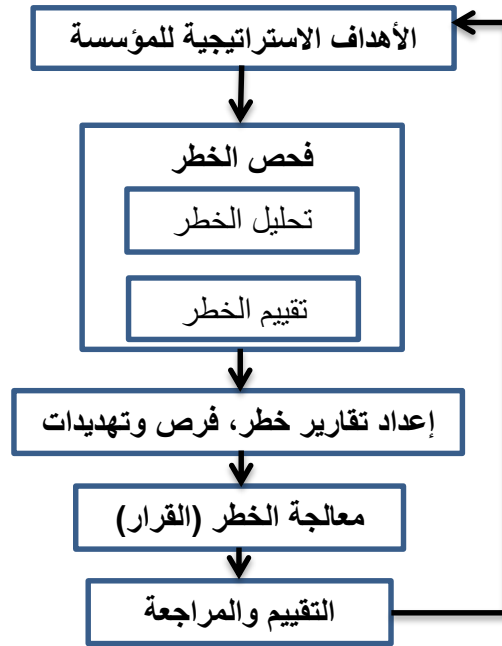 الأهداف الاستراتيجية للمؤسسة
فحص الخطر
تحليل الخطر
تقييم الخطر
إعداد تقارير خطر، فرص وتهديدات
معالجة الخطر (القرار)
التقييم والمراجعة